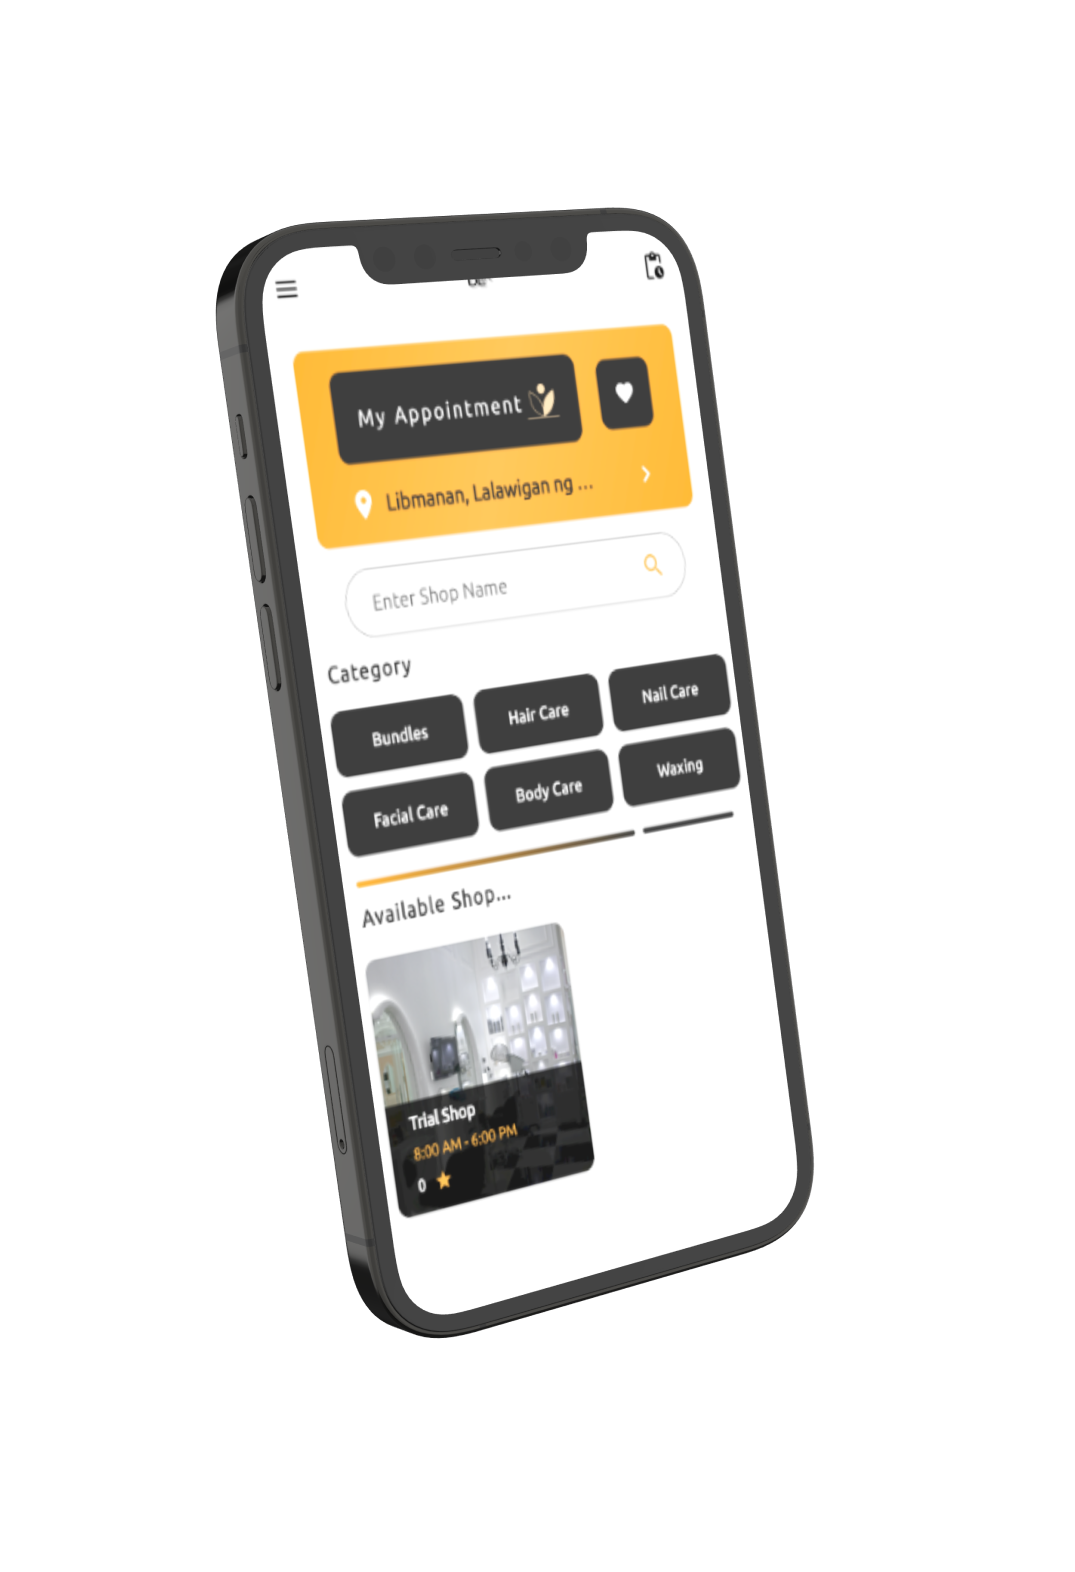 My Appointment
Libmanan, Lalawigan ng ...
Enter Shop Name
Category
Bundles
Hair Care
Nail Care
Facial Care
Body Care
Waxing
Available Shop...
Trial Shop
8:00 AM - 6:00 PM
0